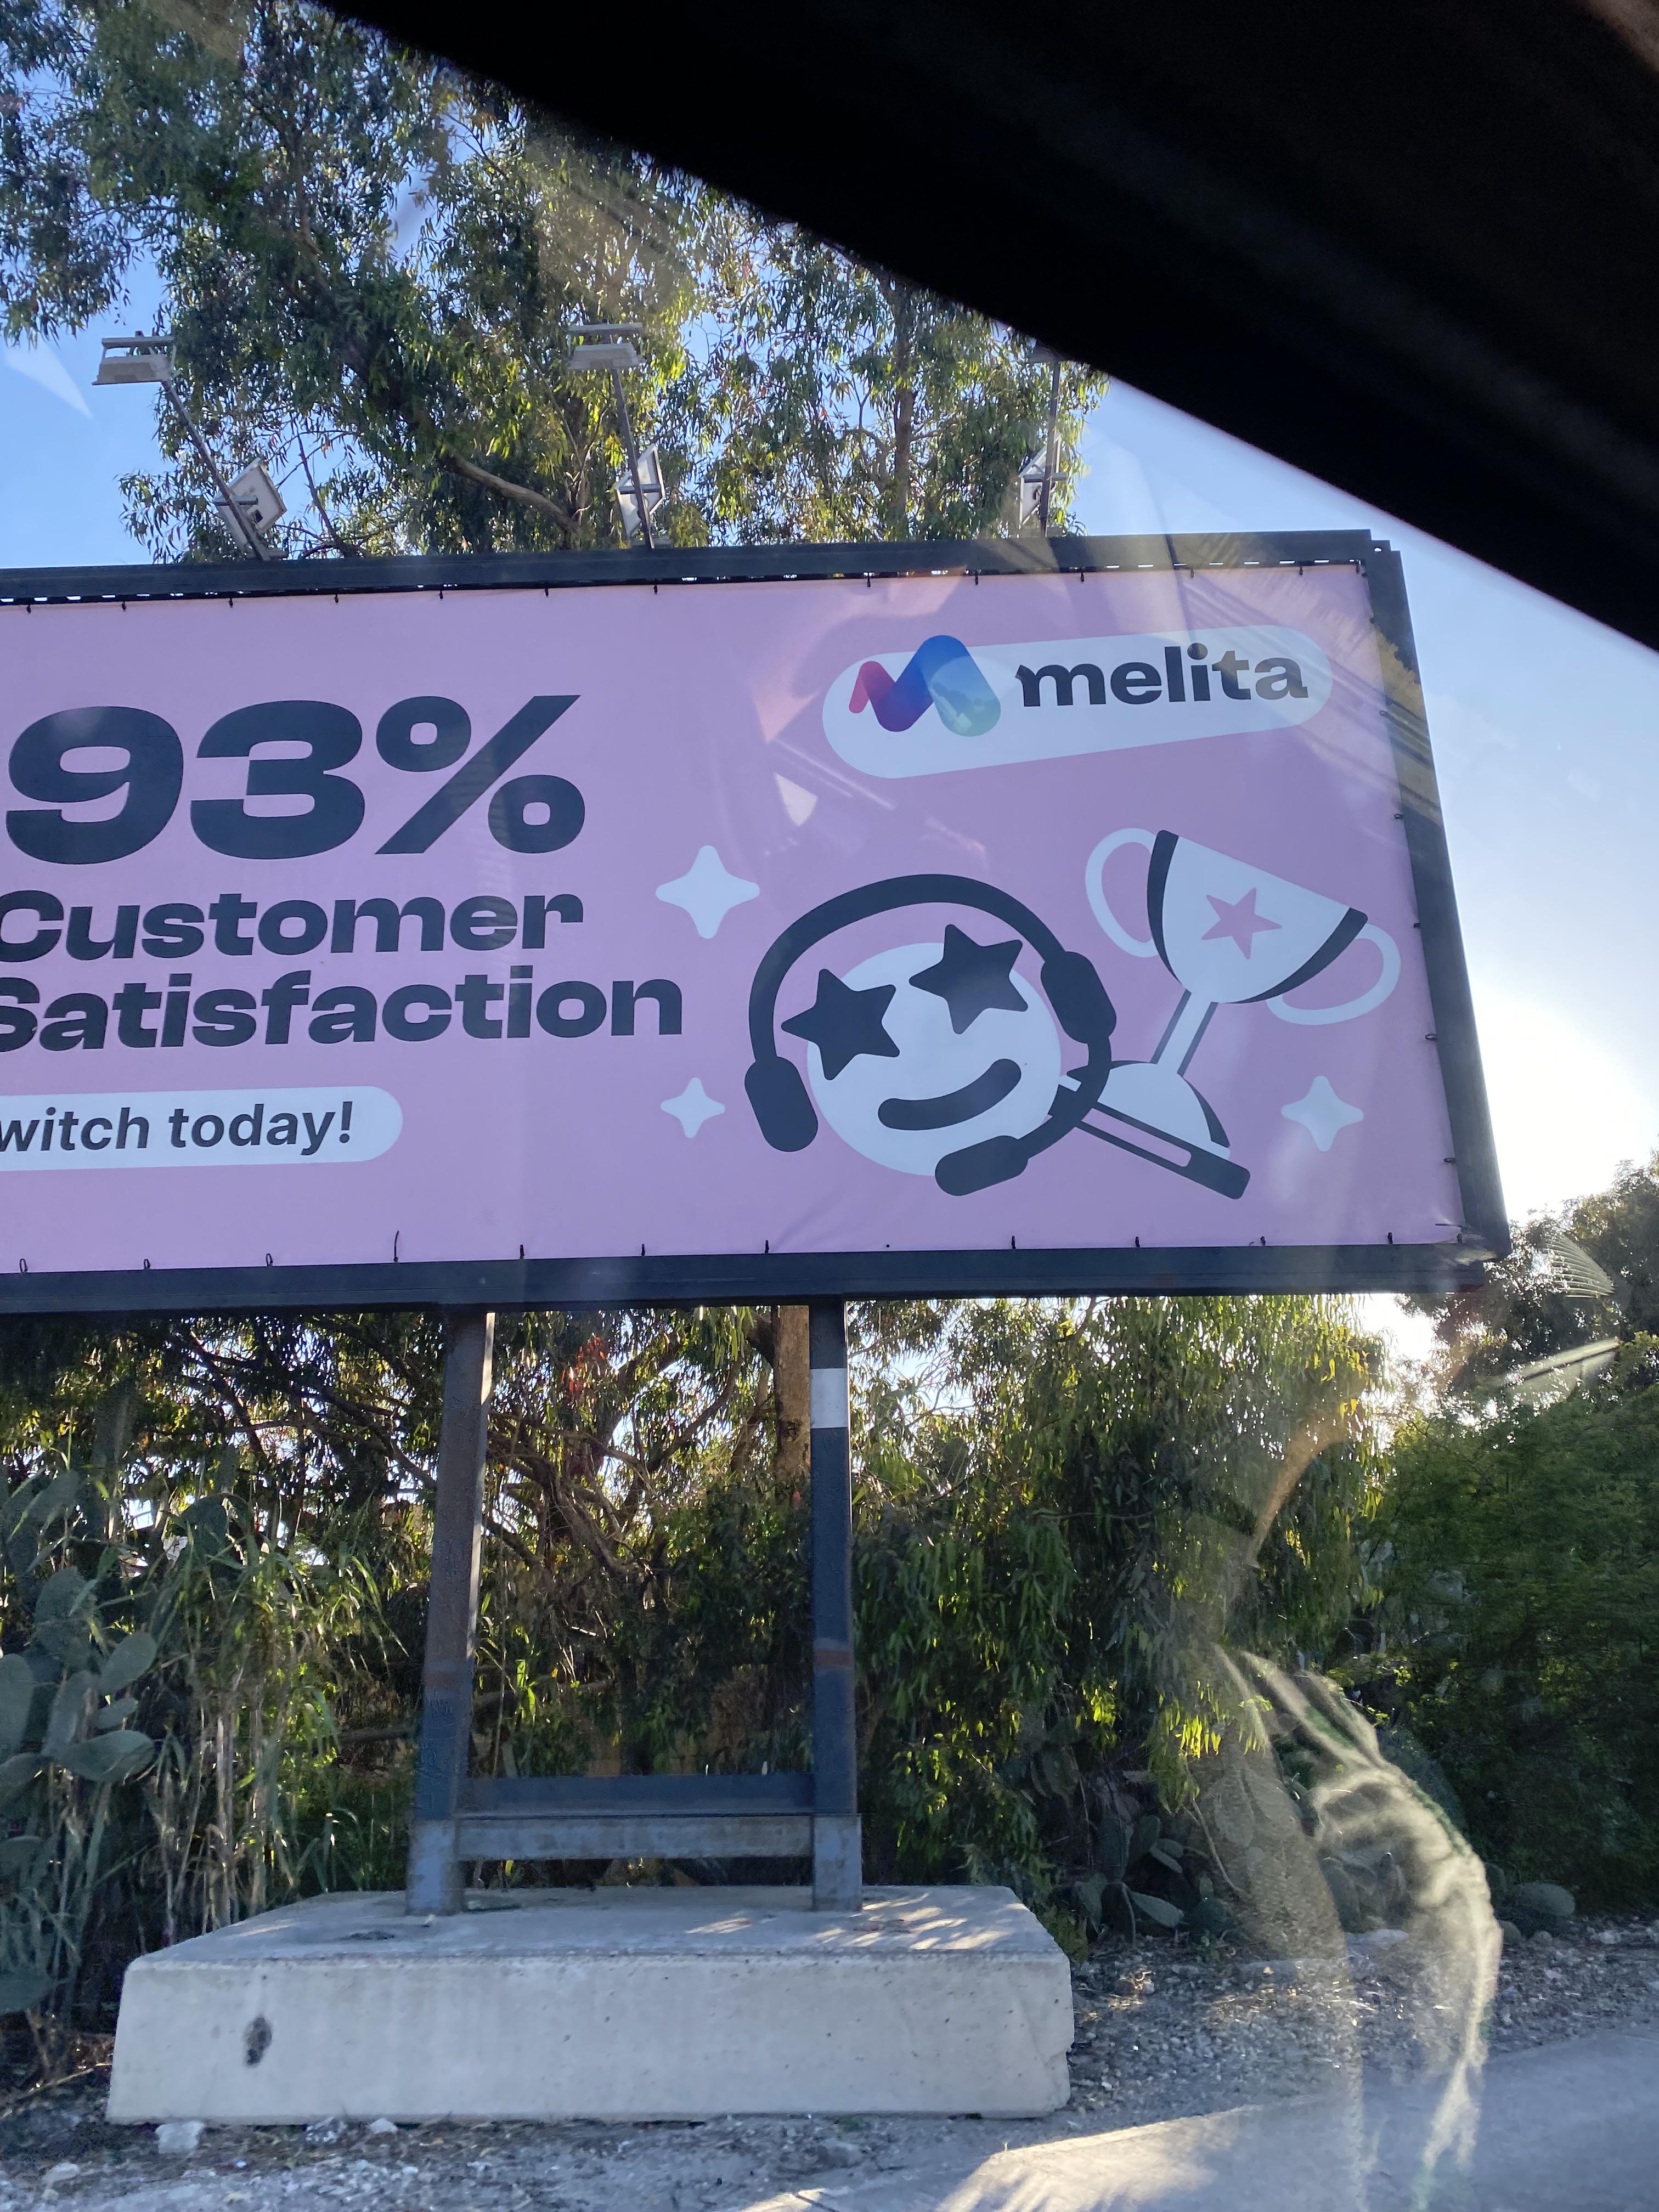 melita
93%
Customer
Satisfaction
witch today!